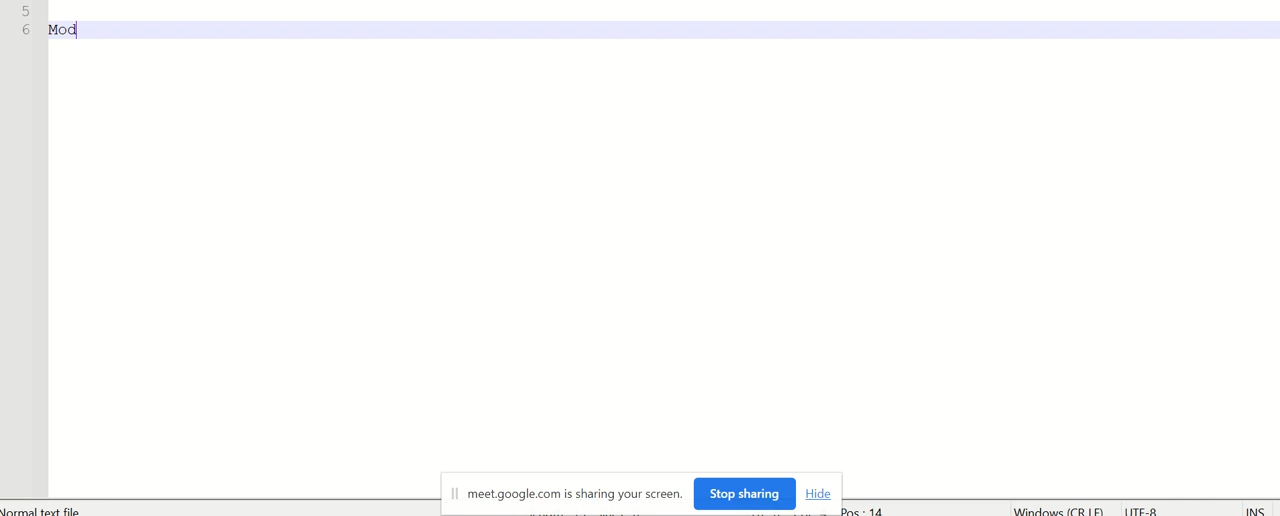 5
6 Mod
meet.google.com is sharing your screen. Stop sharing Hide
Normal text file Pos : 14 Windows (CR LF) UTF-8 INS